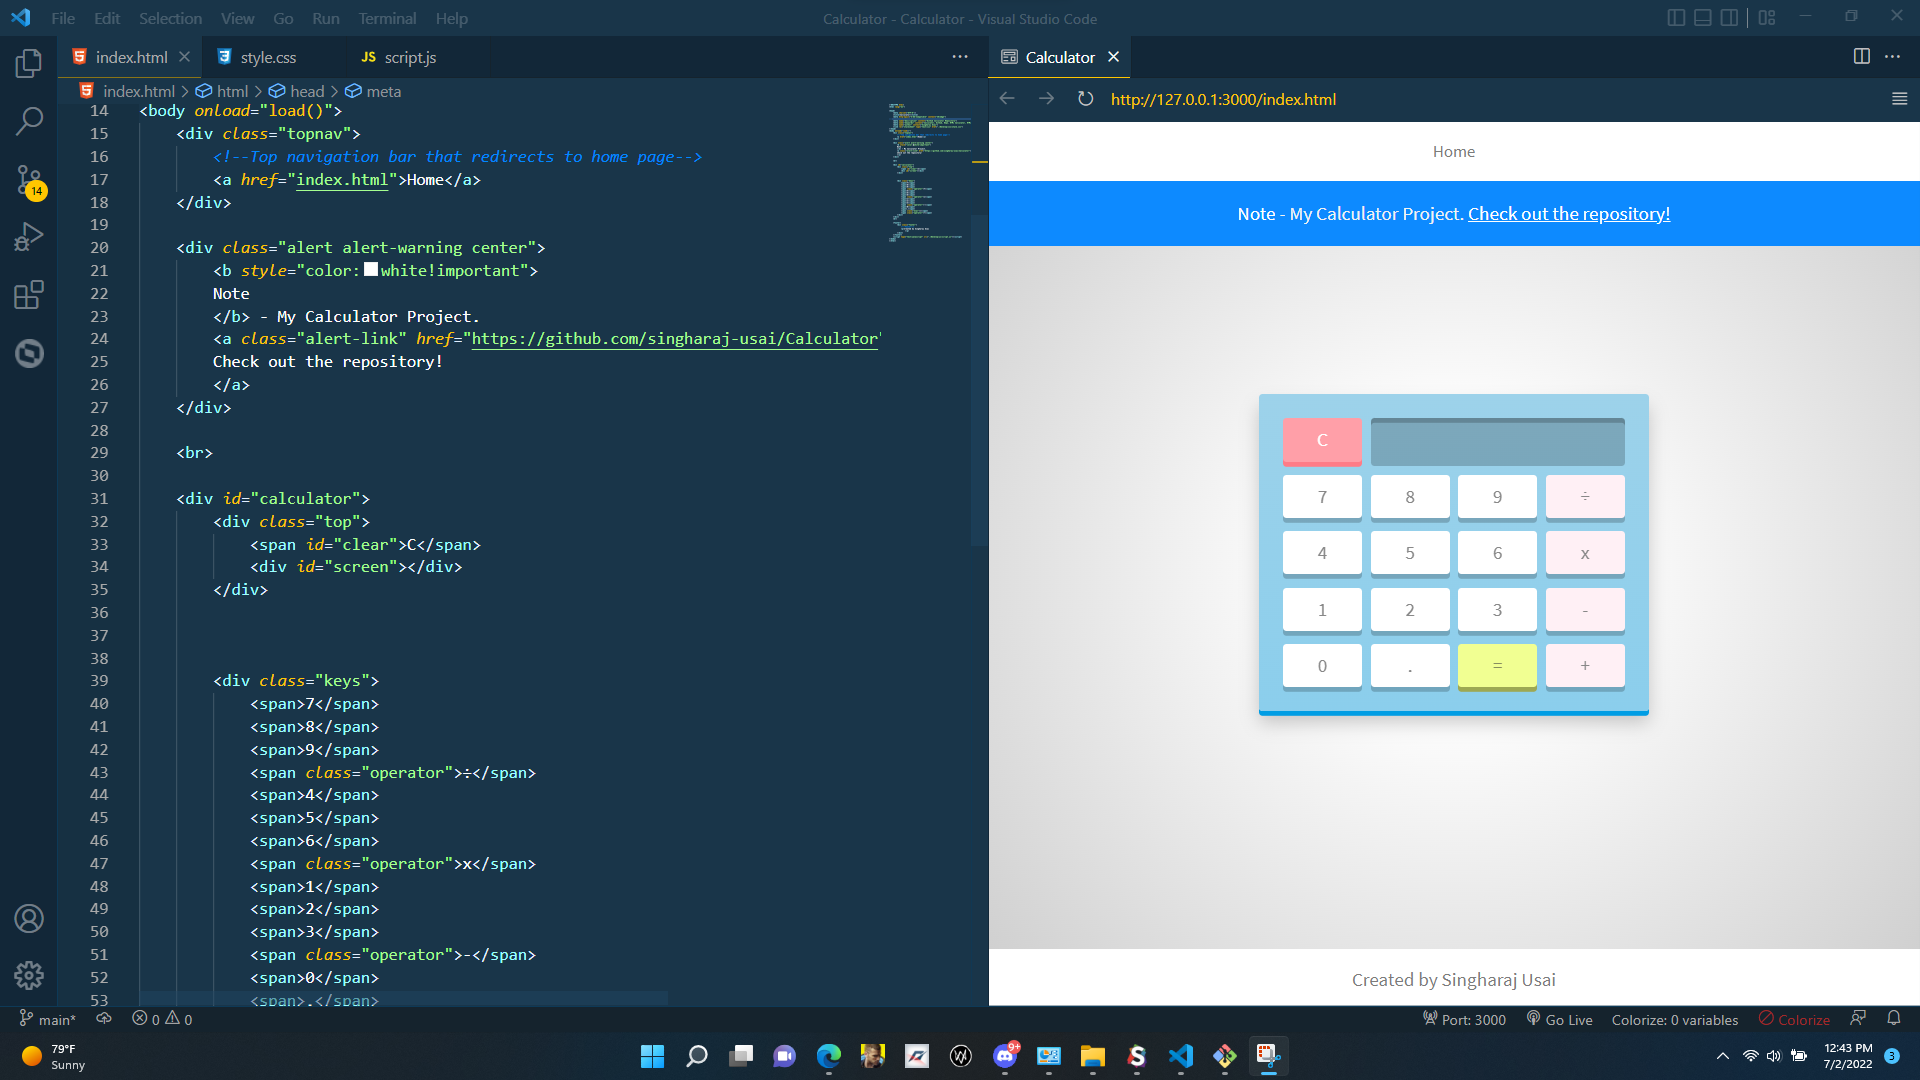 File Edit Selection View Go Run Terminal Help
Calculator - Calculator - Visual Studio Code
index.html
style.css
JS script.js
index.html > html > head > meta
14 <body onload="load()">
15 <div class="topnav">
16 <!--Top navigation bar that redirects to home page-->
17 <a href="index.html">Home</a>
18 </div>
19
20 <div class="alert alert-warning center">
21 <b style="color:white!important">
22 Note
23 </b> - My Calculator Project.
24 <a class="alert-link" href="https://github.com/singharaj-usai/Calculator"
25 Check out the repository!
26 </a>
27 </div>
28
29 <br>
30
31 <div id="calculator">
32 <div class="top">
33 <span id="clear">C</span>
34 <div id="screen"></div>
35 </div>
36
37
38
39 <div class="keys">
40 <span>7</span>
41 <span>8</span>
42 <span>9</span>
43 <span class="operator">÷</span>
44 <span>4</span>
45 <span>5</span>
46 <span>6</span>
47 <span class="operator">x</span>
48 <span>1</span>
49 <span>2</span>
50 <span>3</span>
51 <span class="operator">-</span>
52 <span>0</span>
53 <span>.</span>
14
Calculator
http://127.0.0.1:3000/index.html
Home
Note - My Calculator Project. Check out the repository!
C
7 8 9 ÷
4 5 6 x
1 2 3 -
0 . = +
Created by Singharaj Usai
main* 0 0
Port: 3000 Go Live Colorize: 0 variables Colorize
79°F
Sunny
9+
12:43 PM
7/2/2022
3